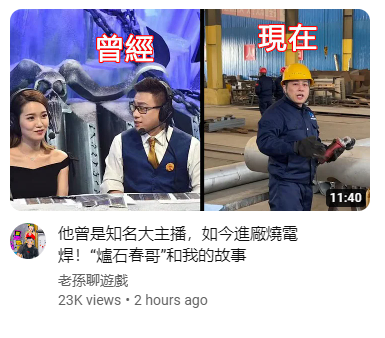 曾經
現在
11:40
他曾是知名大主播，如今進廠燒電
焊！“爐石春哥”和我的故事
老孫聊遊戲
23K views • 2 hours ago